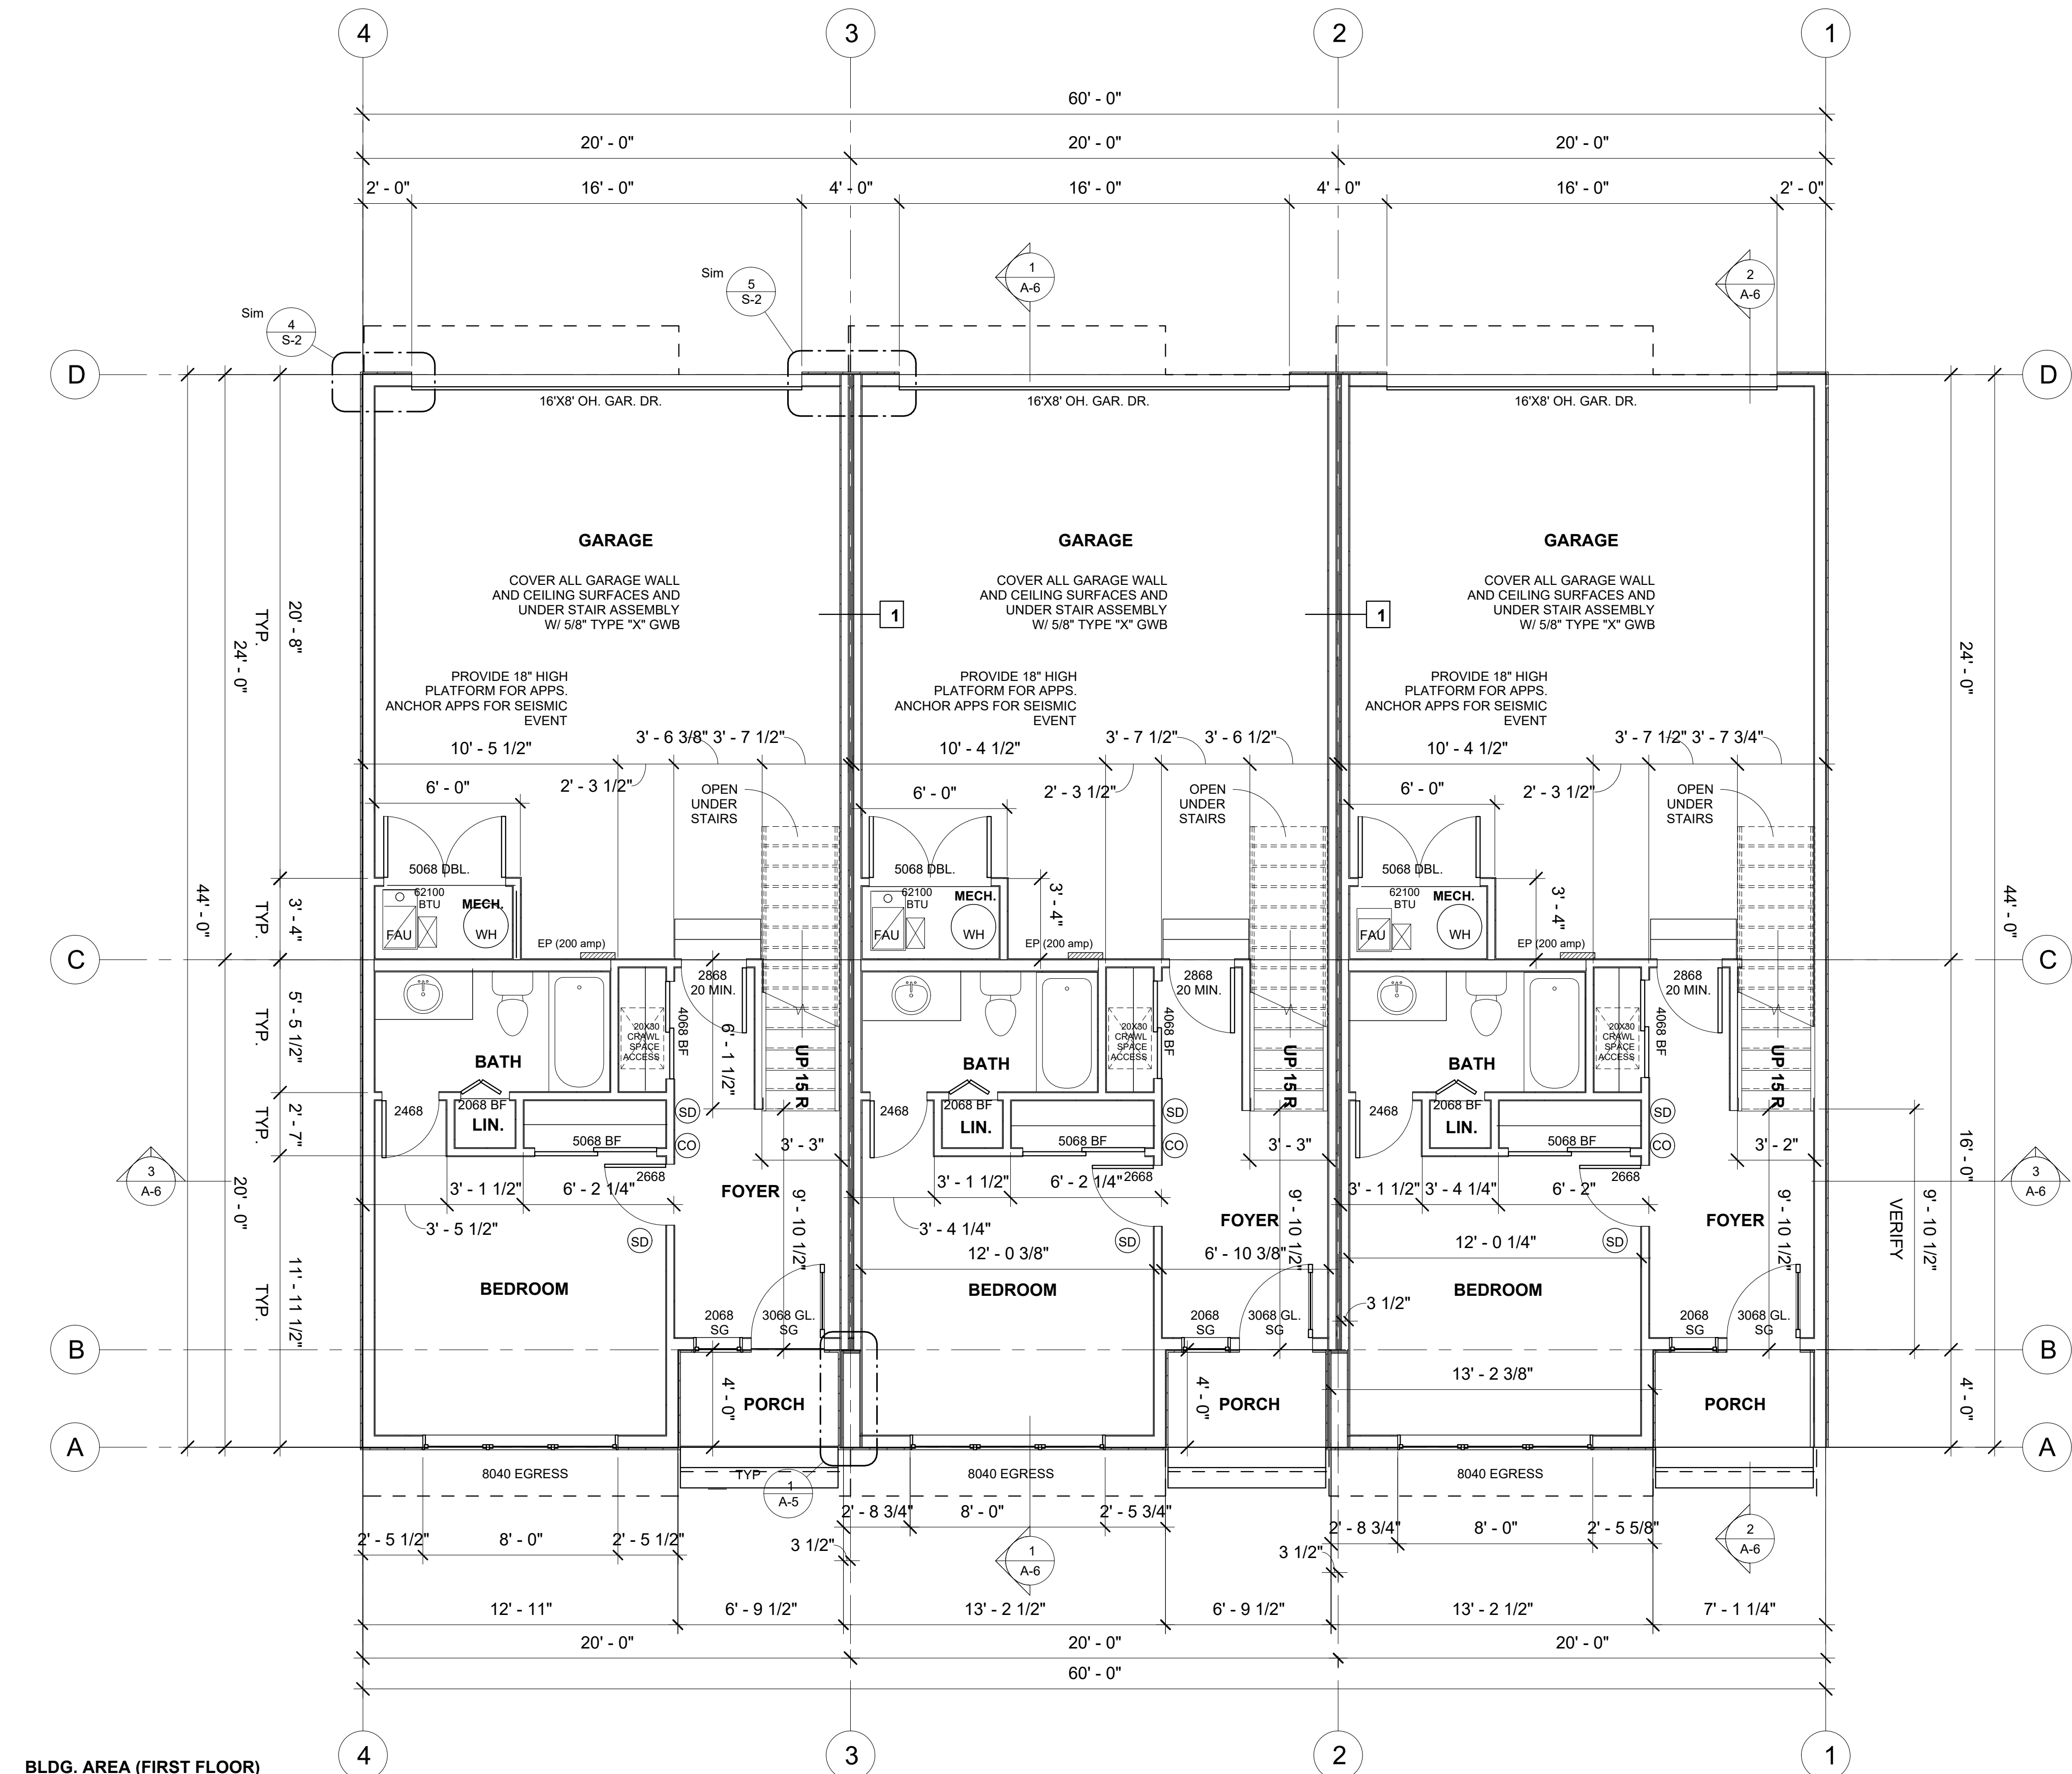 4
3
2
1
60' - 0"
20' - 0"
20' - 0"
20' - 0"
2' - 0"
16' - 0"
4' - 0"
16' - 0"
4' - 0"
16' - 0"
2' - 0"
Sim
4
S-2
Sim
5
S-2
1
A-6
2
A-6
D
D
16'X8' OH. GAR. DR.
16'X8' OH. GAR. DR.
16'X8' OH. GAR. DR.
GARAGE
COVER ALL GARAGE WALL
AND CEILING SURFACES AND
UNDER STAIR ASSEMBLY
W/ 5/8" TYPE "X" GWB
GARAGE
COVER ALL GARAGE WALL
AND CEILING SURFACES AND
UNDER STAIR ASSEMBLY
W/ 5/8" TYPE "X" GWB
GARAGE
COVER ALL GARAGE WALL
AND CEILING SURFACES AND
UNDER STAIR ASSEMBLY
W/ 5/8" TYPE "X" GWB
1
1
20' - 8"
TYP.
24' - 0"
24' - 0"
PROVIDE 18" HIGH
PLATFORM FOR APPS.
ANCHOR APPS FOR SEISMIC
EVENT
PROVIDE 18" HIGH
PLATFORM FOR APPS.
ANCHOR APPS FOR SEISMIC
EVENT
PROVIDE 18" HIGH
PLATFORM FOR APPS.
ANCHOR APPS FOR SEISMIC
EVENT
10' - 5 1/2"
3' - 6 3/8"
3' - 7 1/2"
10' - 4 1/2"
3' - 7 1/2"
3' - 6 1/2"
10' - 4 1/2"
3' - 7 1/2"
3' - 7 3/4"
6' - 0"
2' - 3 1/2"
OPEN
UNDER
STAIRS
6' - 0"
2' - 3 1/2"
OPEN
UNDER
STAIRS
6' - 0"
2' - 3 1/2"
OPEN
UNDER
STAIRS
5068 DBL.
62100
BTU
MECH.
FAU
WH
EP (200 amp)
5068 DBL.
62100
BTU
MECH.
FAU
WH
3' - 4"
EP (200 amp)
5068 DBL.
62100
BTU
MECH.
FAU
WH
3' - 4"
EP (200 amp)
44' - 0"
3' - 4"
TYP.
44' - 0"
C
C
5' - 5 1/2"
TYP.
2868
20 MIN.
4068 BF
20X30
CRAWL
SPACE
ACCESS
6' - 1 1/2"
BATH
UP 15 R
2868
20 MIN.
4068 BF
20X30
CRAWL
SPACE
ACCESS
BATH
UP 15 R
2868
20 MIN.
4068 BF
20X30
CRAWL
SPACE
ACCESS
BATH
UP 15 R
2' - 7"
TYP.
2468
2068 BF
LIN.
5068 BF
SD
CO
3' - 3"
2468
2068 BF
LIN.
5068 BF
SD
CO
3' - 3"
2468
2068 BF
LIN.
5068 BF
SD
CO
3' - 2"
16' - 0"
3
A-6
3
A-6
20' - 0"
3' - 1 1/2"
6' - 2 1/4"
2668
FOYER
9' - 10 1/2"
3' - 5 1/2"
SD
3' - 1 1/2"
6' - 2 1/4"
2668
FOYER
9' - 10 1/2"
3' - 4 1/4"
SD
12' - 0 3/8"
6' - 10 3/8"
3' - 1 1/2"
3' - 4 1/4"
6' - 2"
2668
FOYER
9' - 10 1/2"
SD
12' - 0 1/4"
9' - 10 1/2"
VERIFY
11' - 11 1/2"
TYP.
BEDROOM
BEDROOM
BEDROOM
3 1/2"
2068
SG
3068 GL.
SG
2068
SG
3068 GL.
SG
2068
SG
3068 GL.
SG
B
B
13' - 2 3/8"
4' - 0"
PORCH
4' - 0"
PORCH
PORCH
4' - 0"
A
A
8040 EGRESS
TYP
1
A-5
8040 EGRESS
8040 EGRESS
2' - 5 1/2"
8' - 0"
2' - 5 1/2"
2' - 8 3/4"
8' - 0"
2' - 5 3/4"
2' - 8 3/4"
8' - 0"
2' - 5 5/8"
3 1/2"
3 1/2"
1
A-6
2
A-6
12' - 11"
6' - 9 1/2"
13' - 2 1/2"
6' - 9 1/2"
13' - 2 1/2"
7' - 1 1/4"
20' - 0"
20' - 0"
20' - 0"
60' - 0"
4
3
2
1
BLDG. AREA (FIRST FLOOR)